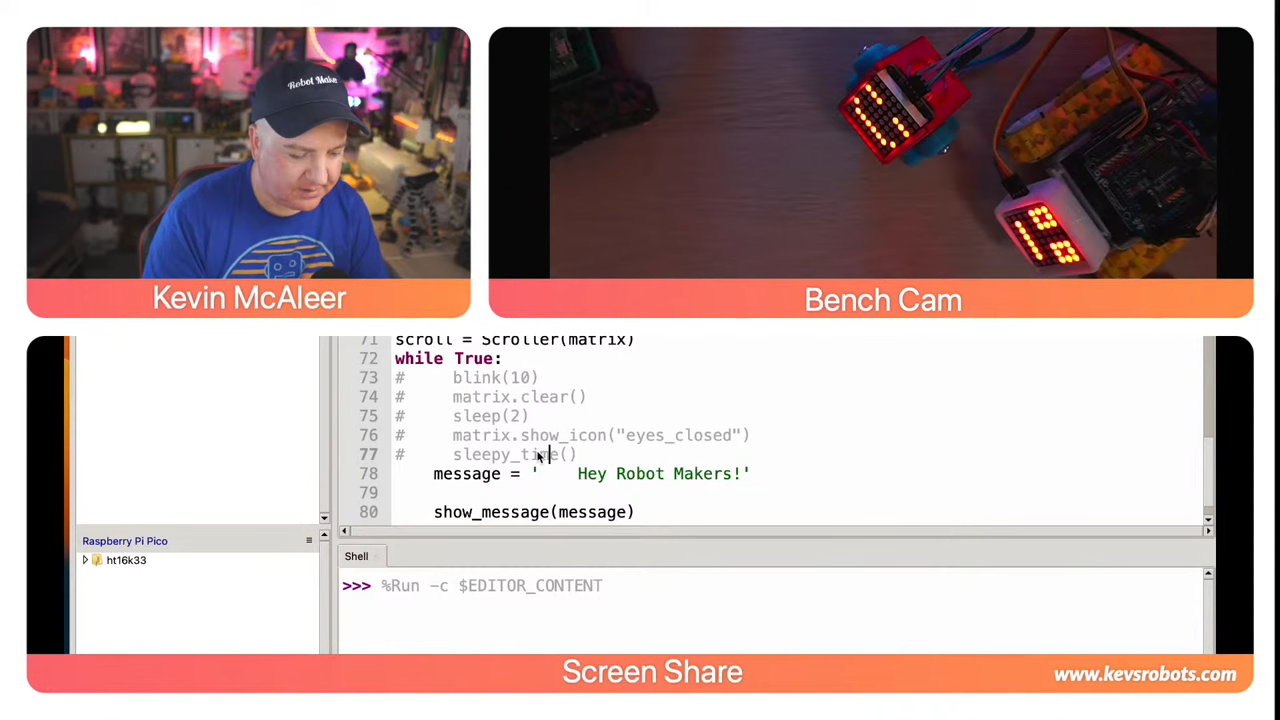 Robot Maker
Kevin McAleer
Bench Cam
71 scroll = Scroller(matrix)
72 while True:
73 #     blink(10)
74 #     matrix.clear()
75 #     sleep(2)
76 #     matrix.show_icon("eyes_closed")
77 #     sleepy_time()
78     message = '    Hey Robot Makers!'
79
80     show_message(message)
Raspberry Pi Pico
ht16k33
Shell
>>> %Run -c $EDITOR_CONTENT
Screen Share
www.kevsrobots.com